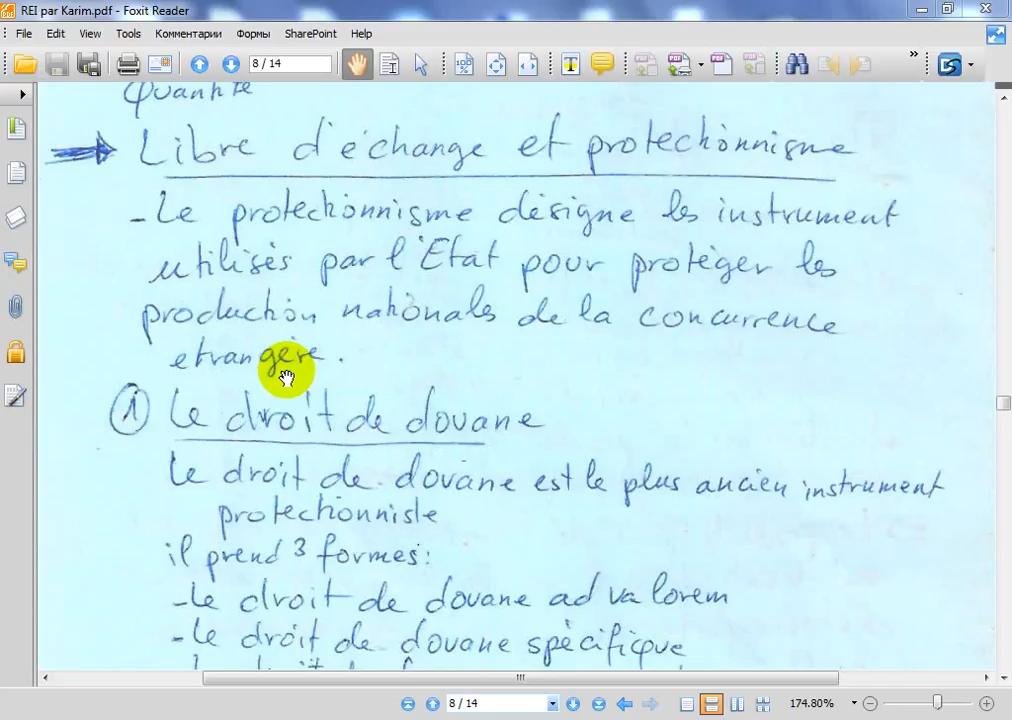 REI par Karim.pdf - Foxit Reader
File Edit View Tools Комментарии Формы SharePoint Help
8 / 14
quantité
Libre d'échange et protectionnisme
- Le protectionnisme désigne les instrument
utilisés par l'État pour protéger les
production nationales de la concurrence
etrangère.
① Le droit de douane
Le droit de douane est le plus ancien instrument
protectionniste
il prend 3 formes:
- Le droit de douane ad valorem
- le droit de douane spécifique
8 / 14 174.80%